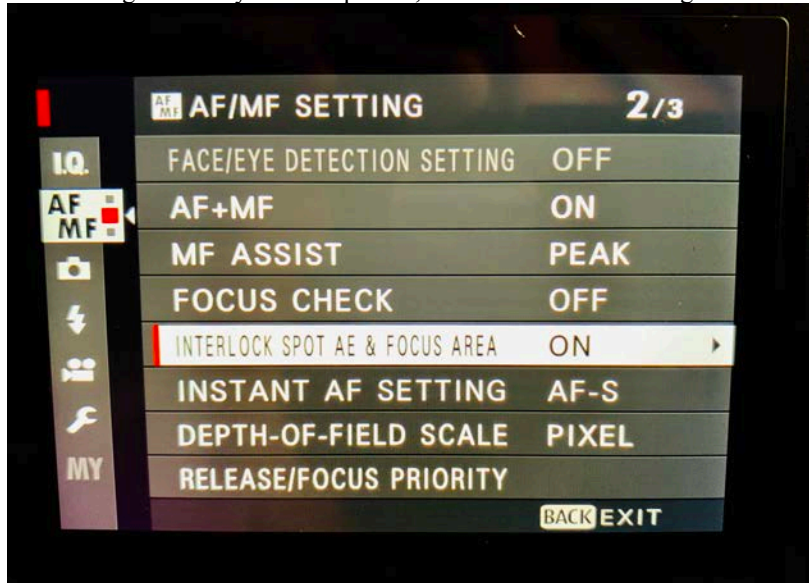 AF MF AF/MF SETTING 2/3
I.Q.
FACE/EYE DETECTION SETTING OFF
AF MF
AF+MF ON
MF ASSIST PEAK
FOCUS CHECK OFF
INTERLOCK SPOT AE & FOCUS AREA ON
INSTANT AF SETTING AF-S
DEPTH-OF-FIELD SCALE PIXEL
MY
RELEASE/FOCUS PRIORITY
BACK EXIT